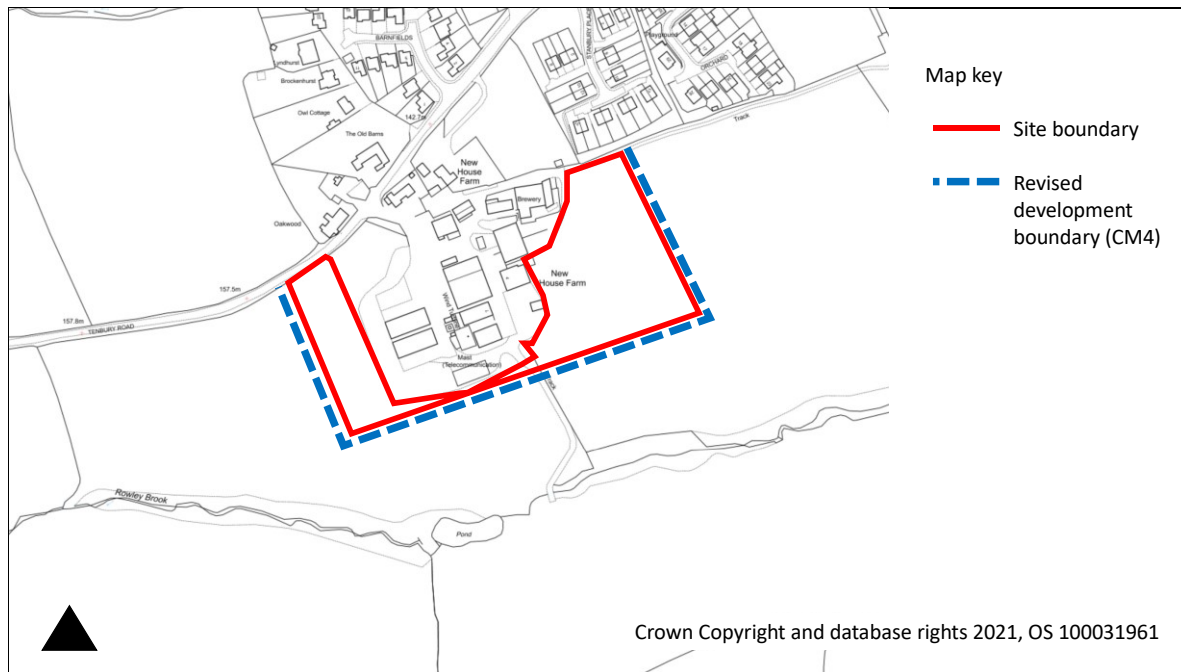 BARNFIELDS
STANBURY PLACE
Playground
ORCHARD
Lyndhurst
Brockenhurst
Owl Cottage
The Old Barns
142.7m
Track
New
House
Farm
Brewery
Oakwood
157.5m
157.8m
TENBURY ROAD
New
House Farm
Mast
(Telecommunication)
Rowley Brook
Pond
Map key
Site boundary
Revised
development
boundary (CM4)
Crown Copyright and database rights 2021, OS 100031961